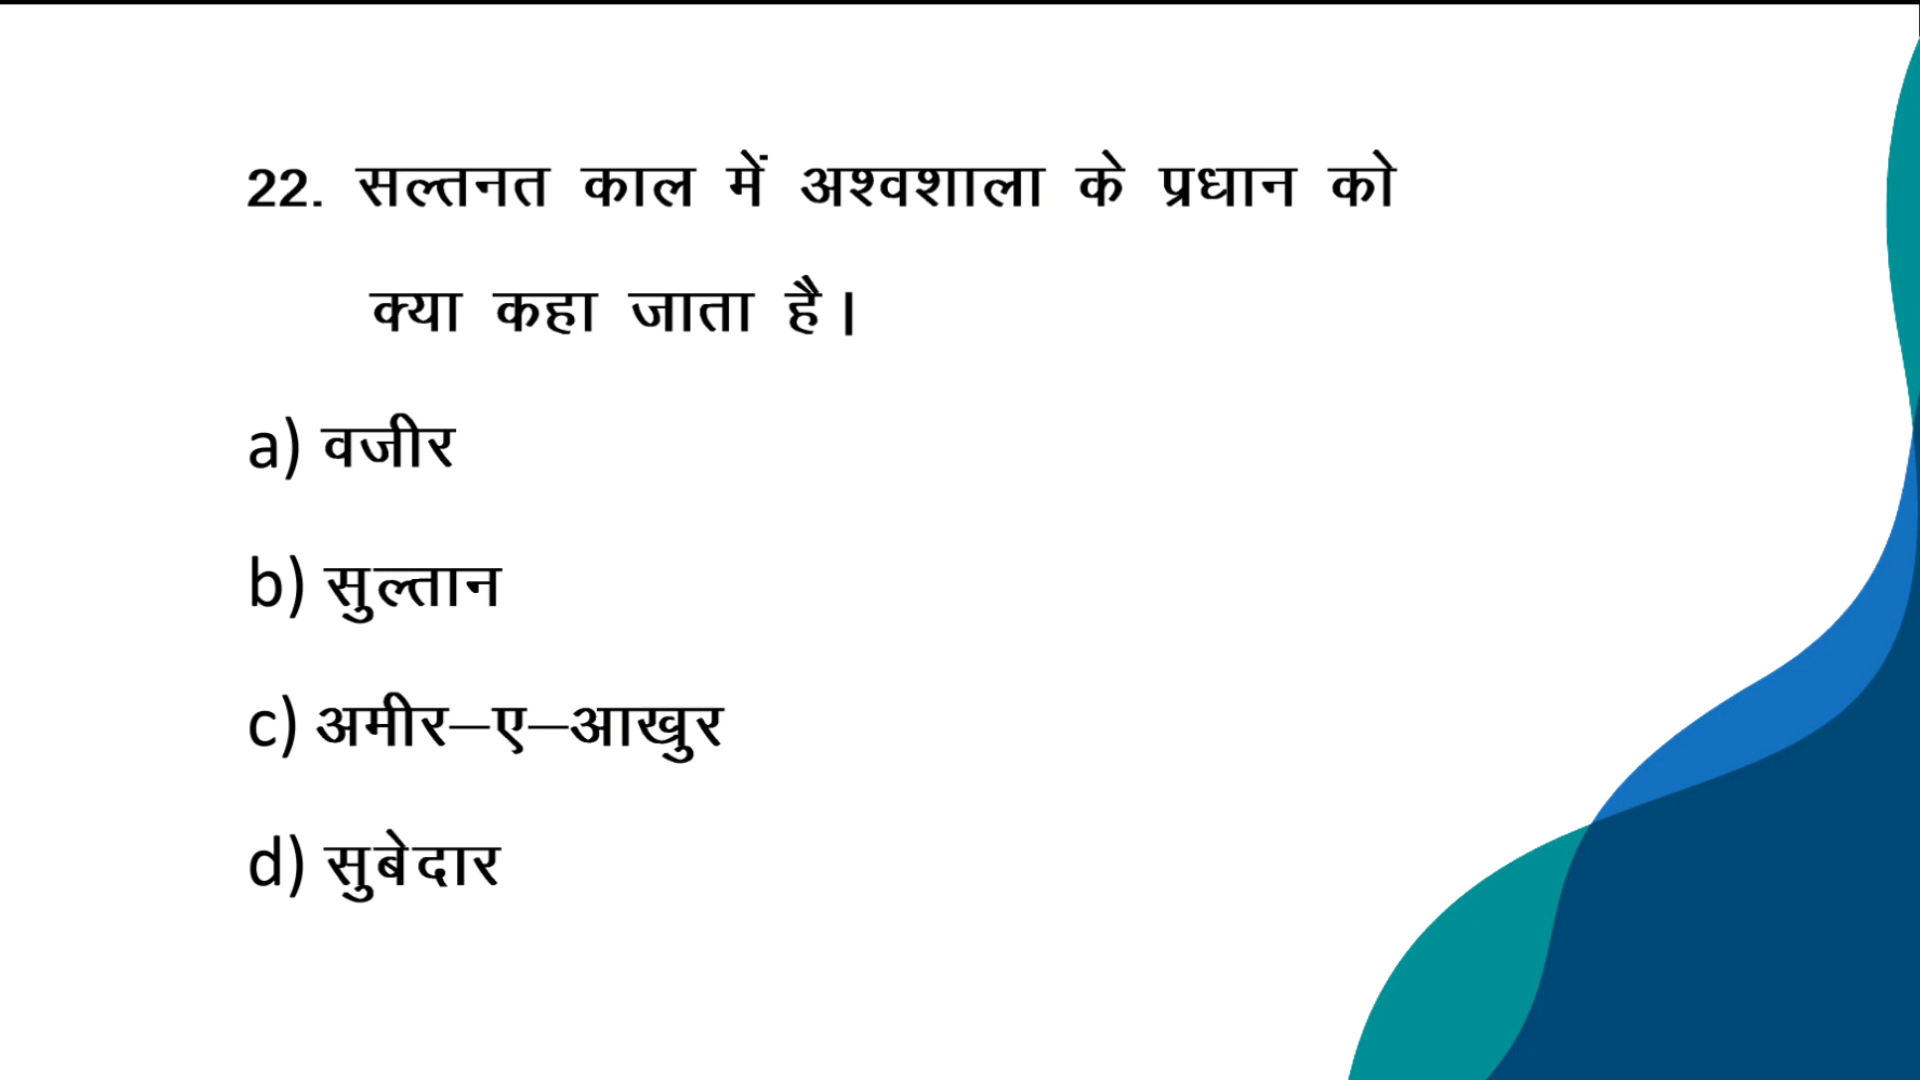 22. सल्तनत काल में अश्वशाला के प्रधान को
क्या कहा जाता है।
a) वजीर
b) सुल्तान
c) अमीर–ए–आखुर
d) सुबेदार